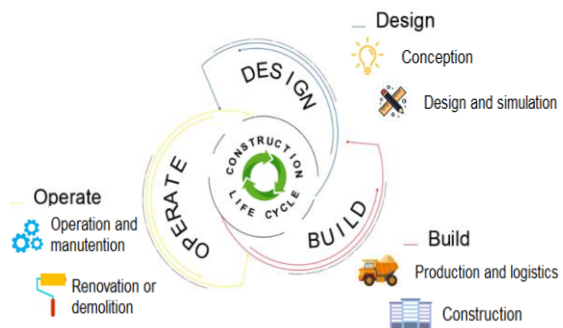 Design
Conception
Design and simulation
DESIGN
CONSTRUCTION
LIFE CYCLE
OPERATE
BUILD
Operate
Operation and
manutention
Renovation or
demolition
Build
Production and logistics
Construction